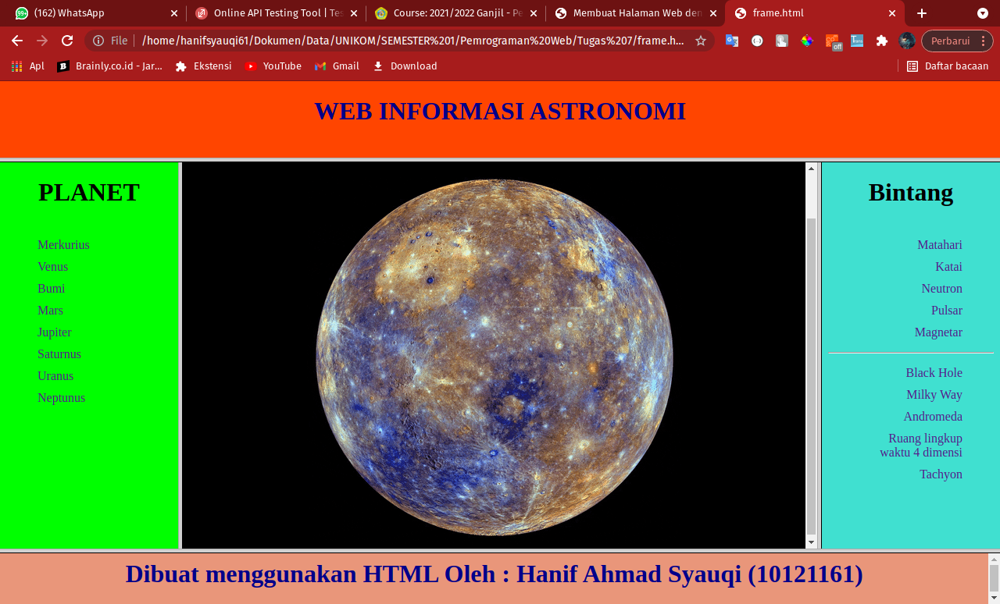 99
(162) WhatsApp
Online API Testing Tool | Tes
Course: 2021/2022 Ganjil - Pe
Membuat Halaman Web den
frame.html
File
/home/hanifsyauqi61/Dokumen/Data/UNIKOM/SEMESTER%201/Pemrograman%20Web/Tugas%207/frame.h...
off
Perbarui
Apl
Brainly.co.id - Jar...
Ekstensi
YouTube
Gmail
Download
Daftar bacaan
WEB INFORMASI ASTRONOMI
PLANET
Merkurius
Venus
Bumi
Mars
Jupiter
Saturnus
Uranus
Neptunus
Bintang
Matahari
Katai
Neutron
Pulsar
Magnetar
Black Hole
Milky Way
Andromeda
Ruang lingkup
waktu 4 dimensi
Tachyon
Dibuat menggunakan HTML Oleh : Hanif Ahmad Syauqi (10121161)